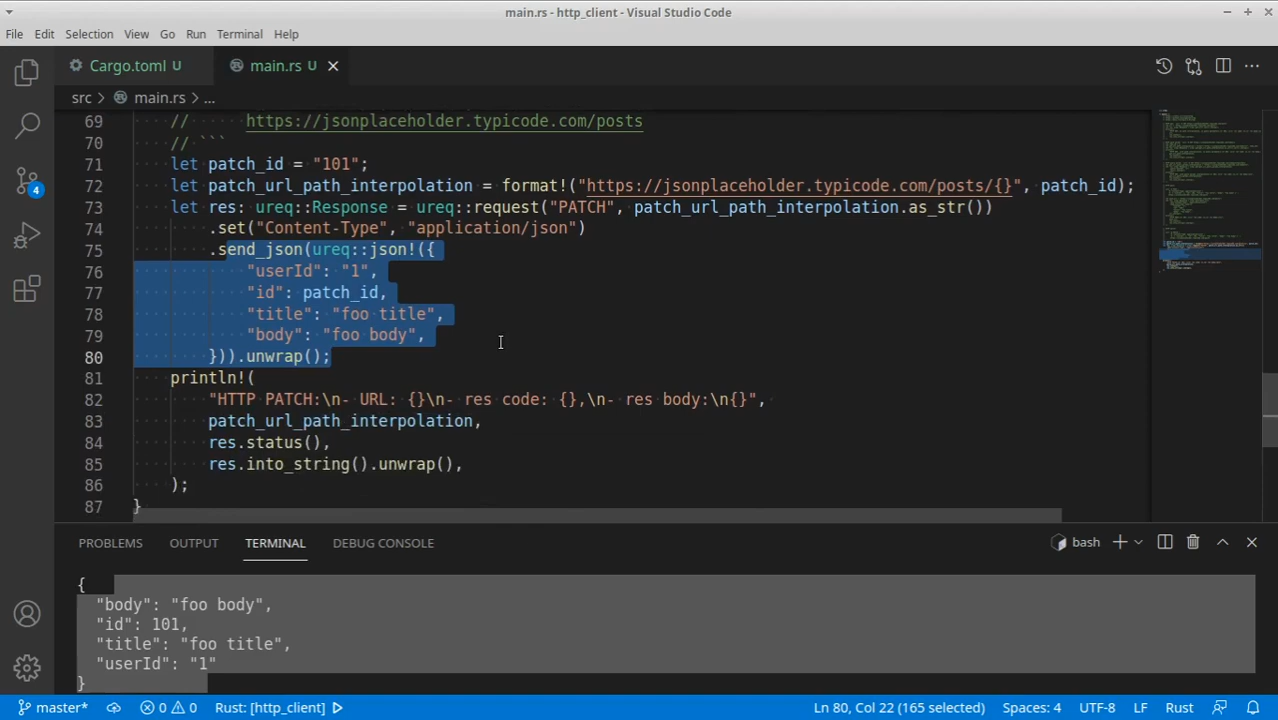 main.rs - http_client - Visual Studio Code
File Edit Selection View Go Run Terminal Help
Cargo.toml U main.rs U
src > main.rs > ...
69 // https://jsonplaceholder.typicode.com/posts
70 // ```
71 let patch_id = "101";
72 let patch_url_path_interpolation = format!("https://jsonplaceholder.typicode.com/posts/{}", patch_id);
73 let res: ureq::Response = ureq::request("PATCH", patch_url_path_interpolation.as_str())
74 .set("Content-Type", "application/json")
75 .send_json(ureq::json!({
76 "userId": "1",
77 "id": patch_id,
78 "title": "foo title",
79 "body": "foo body",
80 })).unwrap();
81 println!(
82 "HTTP PATCH:\n- URL: {}\n- res code: {},\n- res body:\n{}",
83 patch_url_path_interpolation,
84 res.status(),
85 res.into_string().unwrap(),
86 );
87 }
4
PROBLEMS OUTPUT TERMINAL DEBUG CONSOLE bash
{
"body": "foo body",
"id": 101,
"title": "foo title",
"userId": "1"
}
master* 0 0 Rust: [http_client] Ln 80, Col 22 (165 selected) Spaces: 4 UTF-8 LF Rust